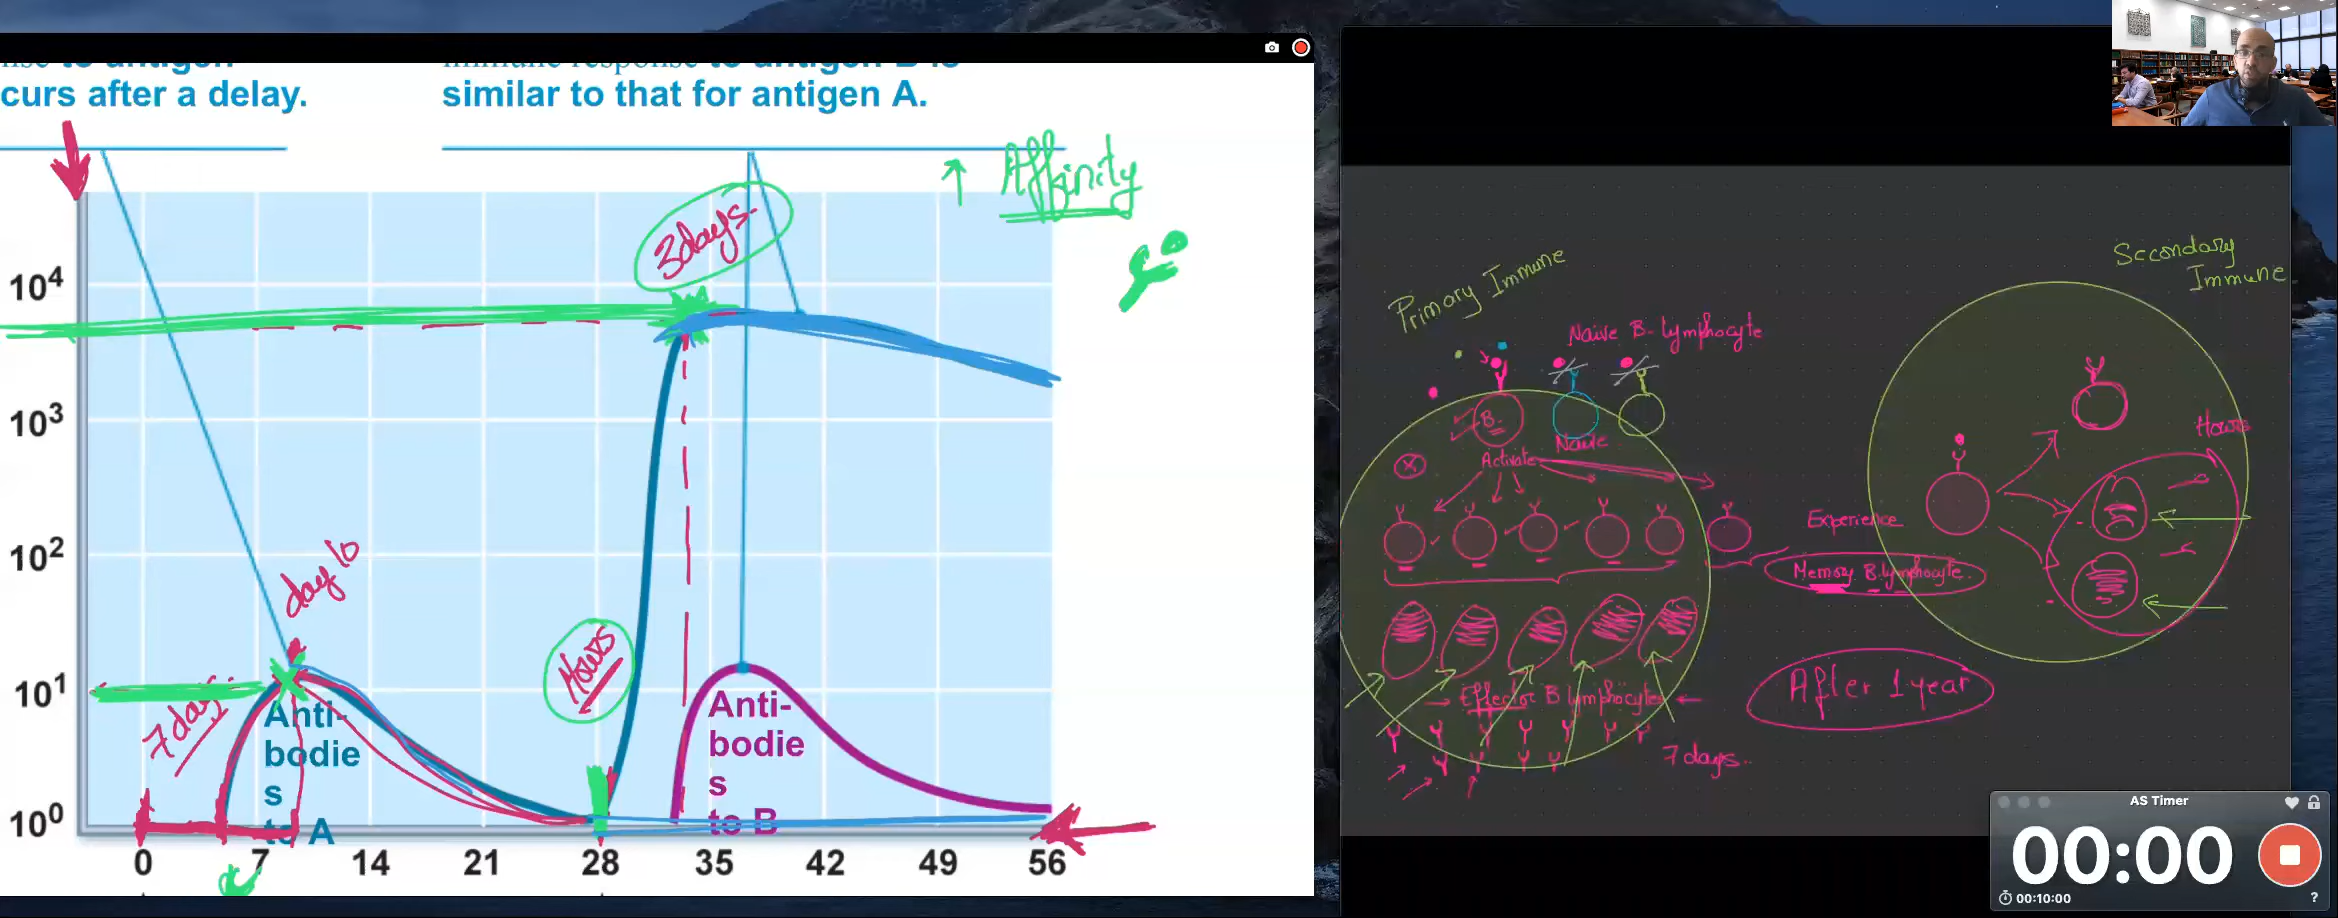 curs after a delay.
similar to that for antigen A.
↑ Affinity
3days.
10⁴
10³
10²
10¹
10⁰
day 10
Hours
7 days
Anti-
bodie
s
to A
Anti-
bodie
s
to B
0 7 14 21 28 35 42 49 56
Primary Immune
Naive B-lymphocyte
B-
Naive
Activate
Experience
Memory B-lymphocyte.
Effector B lymphocytes
7 days..
After 1 year
Secondary
Immune
Hours
AS Timer
00:00
00:10:00
?